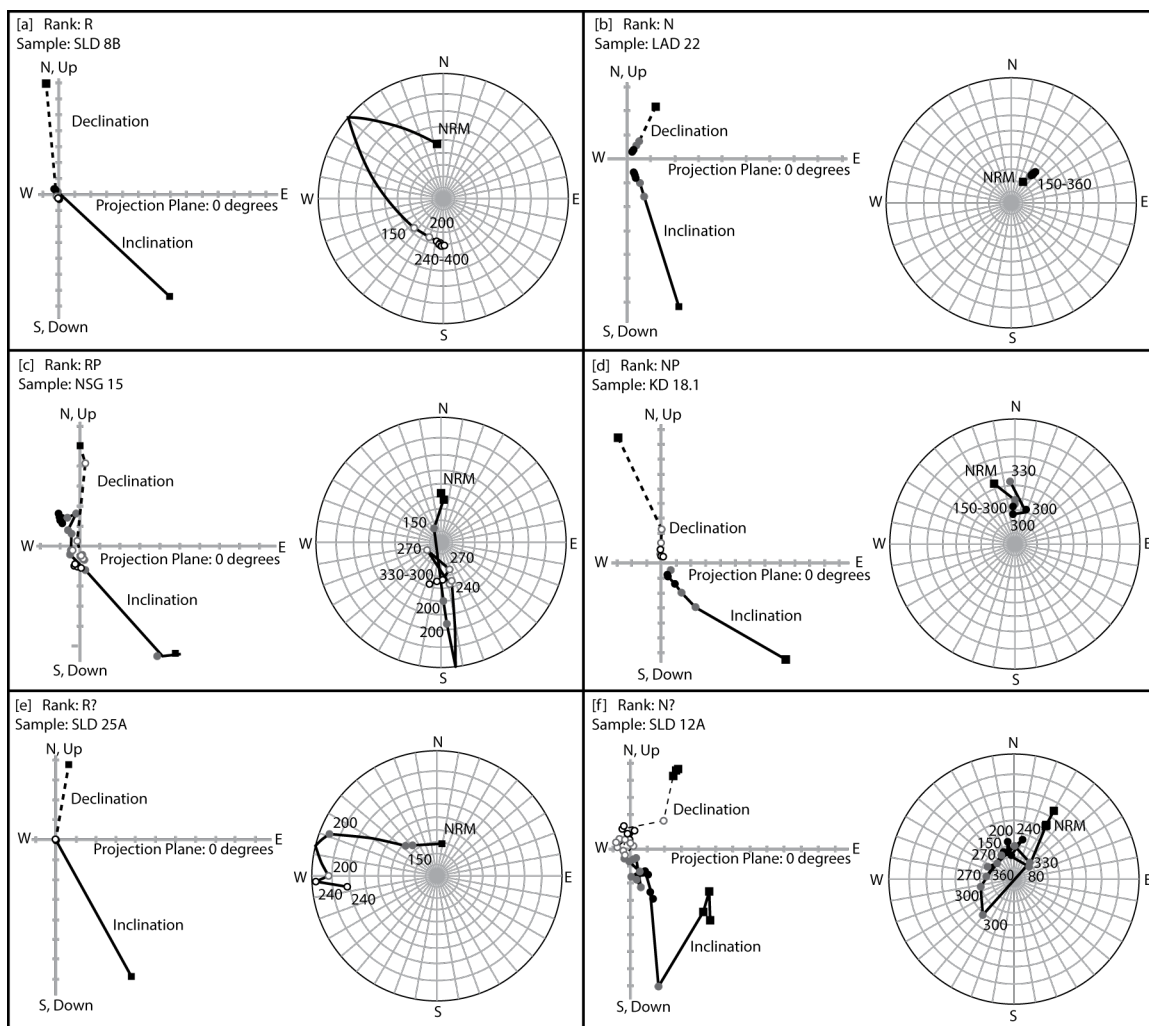 [a] Rank: R
Sample: SLD 8B
N, Up
Declination
W
E
Projection Plane: 0 degrees
Inclination
S, Down
N
NRM
W
E
200
150
240-400
S
[b] Rank: N
Sample: LAD 22
N, Up
Declination
W
E
Projection Plane: 0 degrees
Inclination
S, Down
N
NRM
150-360
W
E
S
[c] Rank: RP
Sample: NSG 15
N, Up
Declination
W
E
Projection Plane: 0 degrees
Inclination
S, Down
N
NRM
150
W
E
270
270
330-300
240
200
200
S
[d] Rank: NP
Sample: KD 18.1
N, Up
Declination
W
E
Projection Plane: 0 degrees
Inclination
S, Down
N
NRM
330
150-300
300
300
W
E
S
[e] Rank: R?
Sample: SLD 25A
N, Up
Declination
W
E
Projection Plane: 0 degrees
Inclination
S, Down
N
200
NRM
150
200
W
E
240
240
S
[f] Rank: N?
Sample: SLD 12A
N, Up
Declination
W
E
Projection Plane: 0 degrees
Inclination
S, Down
N
200
240
NRM
150
270
330
270
360
80
W
E
300
300
S